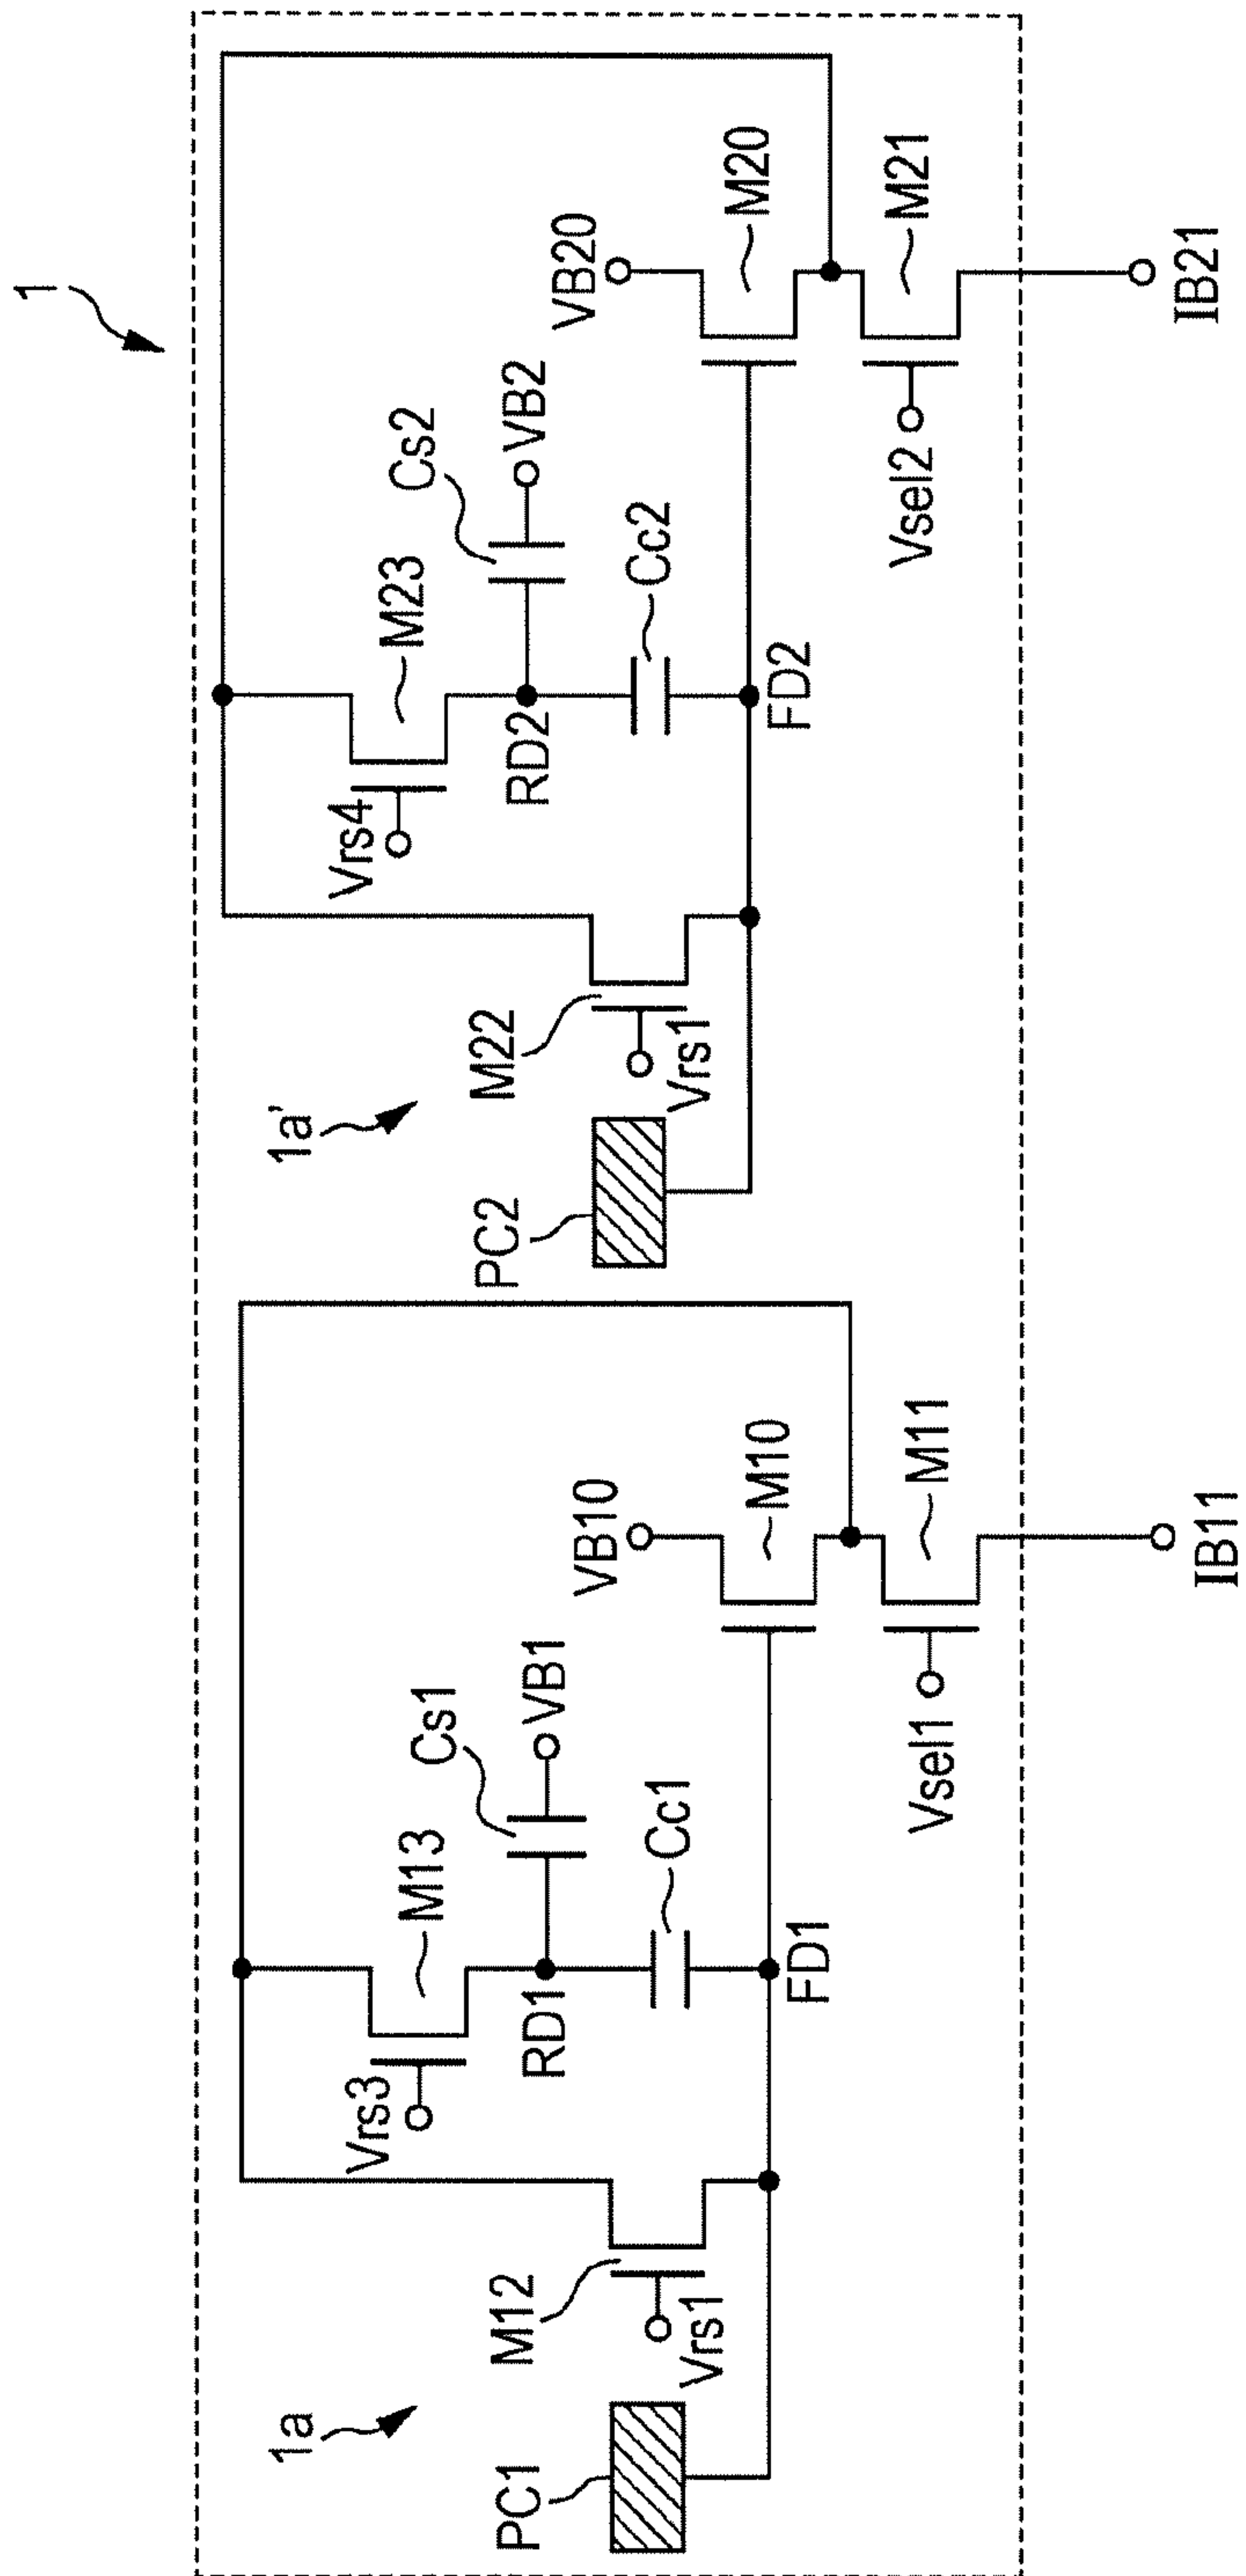 1
1a
PC1
M12
Vrs1
Vrs3
M13
RD1
Cs1
VB1
Cc1
FD1
VB10
M10
M11
Vsel1
IB11
1a'
PC2
M22
Vrs1
Vrs4
M23
RD2
Cs2
VB2
Cc2
FD2
VB20
M20
M21
Vsel2
IB21